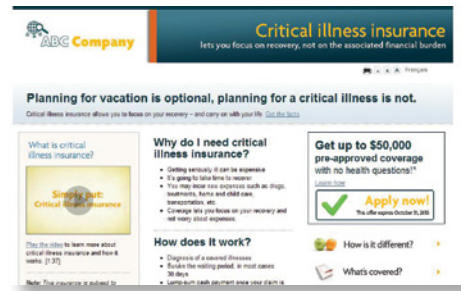 ABC Company
Critical illness insurance
lets you focus on recovery, not on the associated financial burden
A A A Français
Planning for vacation is optional, planning for a critical illness is not.
Critical illness insurance allows you to focus on your recovery – and carry on with your life. Get the facts
What is critical
illness insurance?
Simply put:
Critical illness insurance
Play the video to learn more about
critical illness insurance and how it
works. [1:37]
Note: This insurance is subject to
Why do I need critical
illness insurance?
Getting seriously ill can be expensive
It's going to take time to recover
You may incur new expenses such as drugs,
treatments, home and child care,
transportation, etc.
Coverage lets you focus on your recovery and
not worry about expenses.
How does it work?
Diagnosis of a covered illnesses
Survive the waiting period, in most cases
30 days
Lump-sum cash payment once your claim is
Get up to $50,000
pre-approved coverage
with no health questions!*
Learn how
Apply now!
This offer expires October 31, 2015
How is it different?
What's covered?